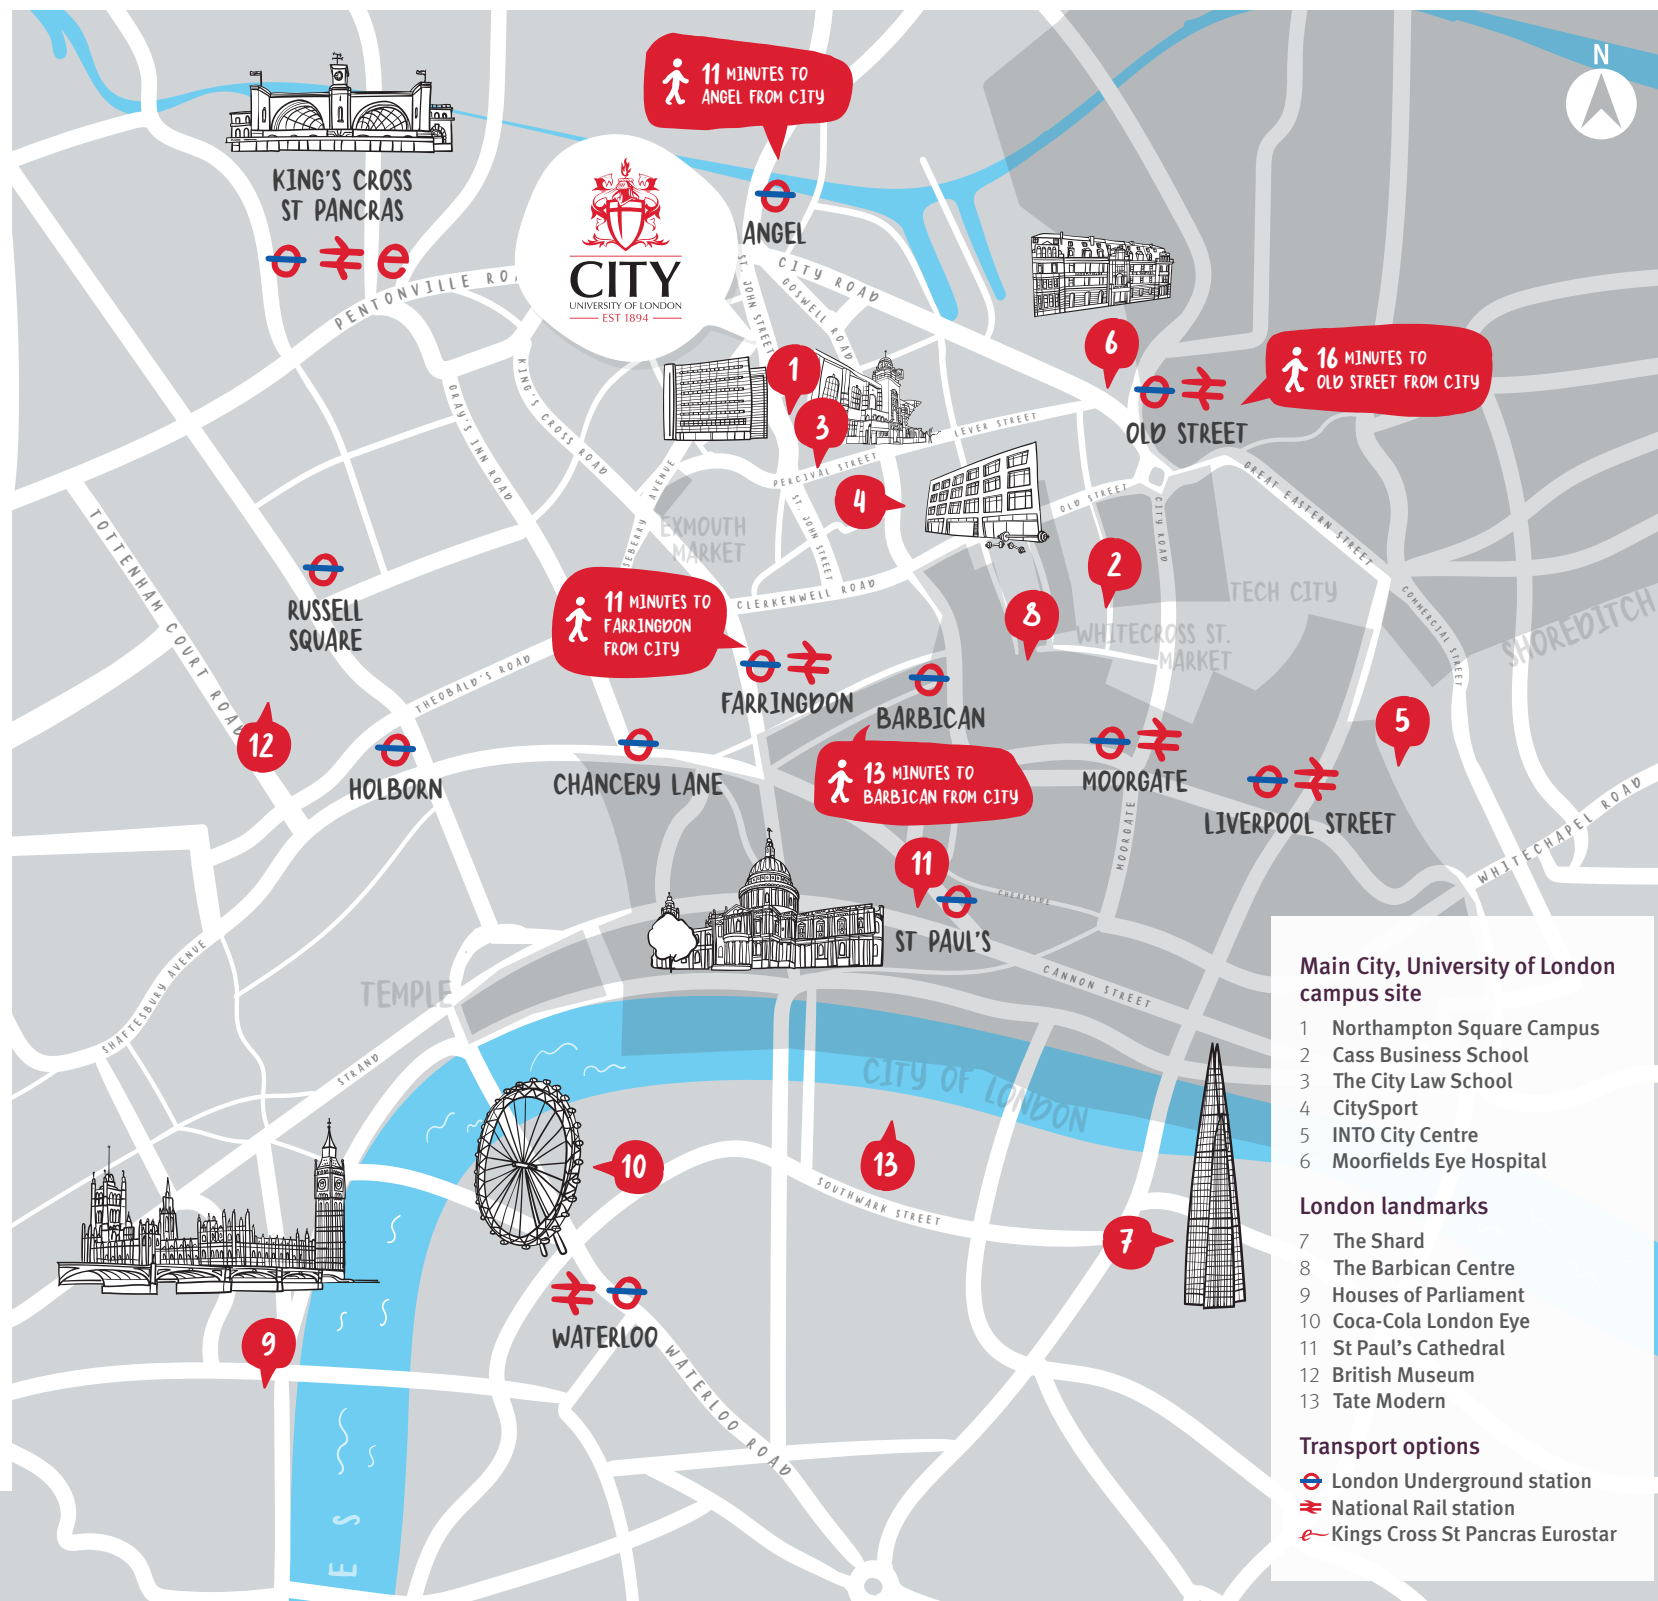 N
11 MINUTES TO
ANGEL FROM CITY
KING'S CROSS
ST PANCRAS
e
CITY
UNIVERSITY OF LONDON
EST 1894
ANGEL
PENTONVILLE
CITY ROAD
ST. JOHN STREET
GOSWELL ROAD
1
3
6
16 MINUTES TO
OLD STREET FROM CITY
OLD STREET
KING'S CROSS ROAD
GRAY'S INN ROAD
LEVER STREET
PERCIVAL STREET
4
AVENUE
EXMOUTH
MARKET
ST. JOHN STREET
OLD STREET
CITY ROAD
GREAT EASTERN STREET
TOTTENHAM COURT ROAD
RUSSELL
SQUARE
2
TECH CITY
COMMERCIAL STREET
SHOREDITCH
CLERKENWELL ROAD
11 MINUTES TO
FARRINGDON
FROM CITY
8
WHITECROSS ST.
MARKET
THEOBALD'S ROAD
FARRINGDON
BARBICAN
12
HOLBORN
CHANCERY LANE
13 MINUTES TO
BARBICAN FROM CITY
MOORGATE
5
LIVERPOOL STREET
MOORGATE
WHITECHAPEL ROAD
11
CHEAPSIDE
ST PAUL'S
SHAFTESBURY AVENUE
TEMPLE
CANNON STREET
STRAND
CITY OF LONDON
10
13
SOUTHWARK STREET
7
WATERLOO
9
WATERLOO ROAD
E S
Main City, University of London
campus site
1 Northampton Square Campus
2 Cass Business School
3 The City Law School
4 CitySport
5 INTO City Centre
6 Moorfields Eye Hospital
London landmarks
7 The Shard
8 The Barbican Centre
9 Houses of Parliament
10 Coca-Cola London Eye
11 St Paul's Cathedral
12 British Museum
13 Tate Modern
Transport options
London Underground station
National Rail station
e Kings Cross St Pancras Eurostar